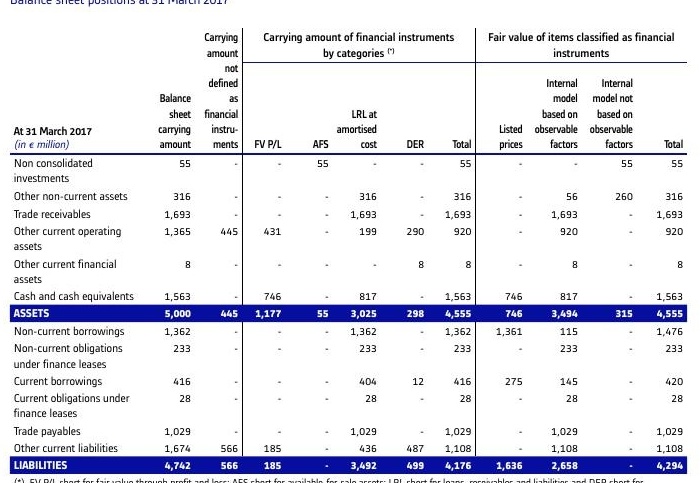 Balance sheet positions at 31 March 2017
Carrying Carrying amount of financial instruments Fair value of items classified as financial
amount by categories (*) instruments
not
defined Internal Internal
Balance as model model not
sheet financial LRL at based on based on
At 31 March 2017 carrying instru- amortised Listed observable observable
(in € million) amount ments FV P/L AFS cost DER Total prices factors factors Total
Non consolidated 55 - - 55 - - 55 - - 55 55
investments
Other non-current assets 316 - - - 316 - 316 - 56 260 316
Trade receivables 1,693 - - - 1,693 - 1,693 - 1,693 - 1,693
Other current operating 1,365 445 431 - 199 290 920 - 920 - 920
assets
Other current financial 8 - - - - 8 8 - 8 - 8
assets
Cash and cash equivalents 1,563 - 746 - 817 - 1,563 746 817 - 1,563
ASSETS 5,000 445 1,177 55 3,025 298 4,555 746 3,494 315 4,555
Non-current borrowings 1,362 - - - 1,362 - 1,362 1,361 115 - 1,476
Non-current obligations 233 - - - 233 - 233 - 233 - 233
under finance leases
Current borrowings 416 - - - 404 12 416 275 145 - 420
Current obligations under 28 - - - 28 - 28 - 28 - 28
finance leases
Trade payables 1,029 - - - 1,029 - 1,029 - 1,029 - 1,029
Other current liabilities 1,674 566 185 - 436 487 1,108 - 1,108 - 1,108
LIABILITIES 4,742 566 185 - 3,492 499 4,176 1,636 2,658 - 4,294
(*) FV P/L short for fair value through profit and loss; AFS short for available-for-sale assets; LRL short for loans, receivables and liabilities and DER short for